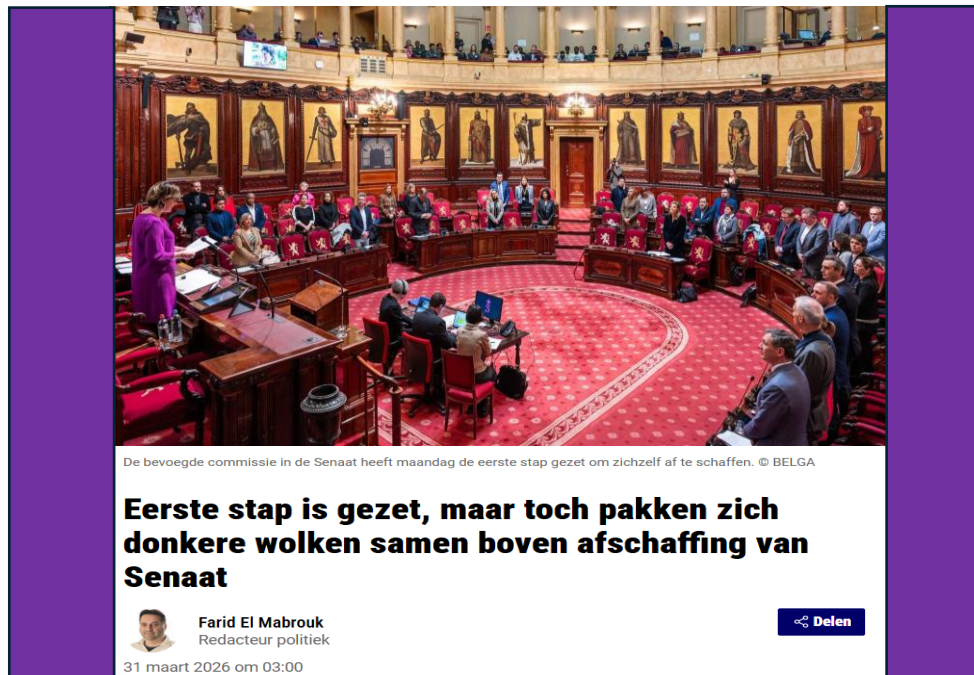 De bevoegde commissie in de Senaat heeft maandag de eerste stap gezet om zichzelf af te schaffen. © BELGA
Eerste stap is gezet, maar toch pakken zich
donkere wolken samen boven afschaffing van
Senaat
Farid El Mabrouk
Redacteur politiek
Delen
31 maart 2026 om 03:00